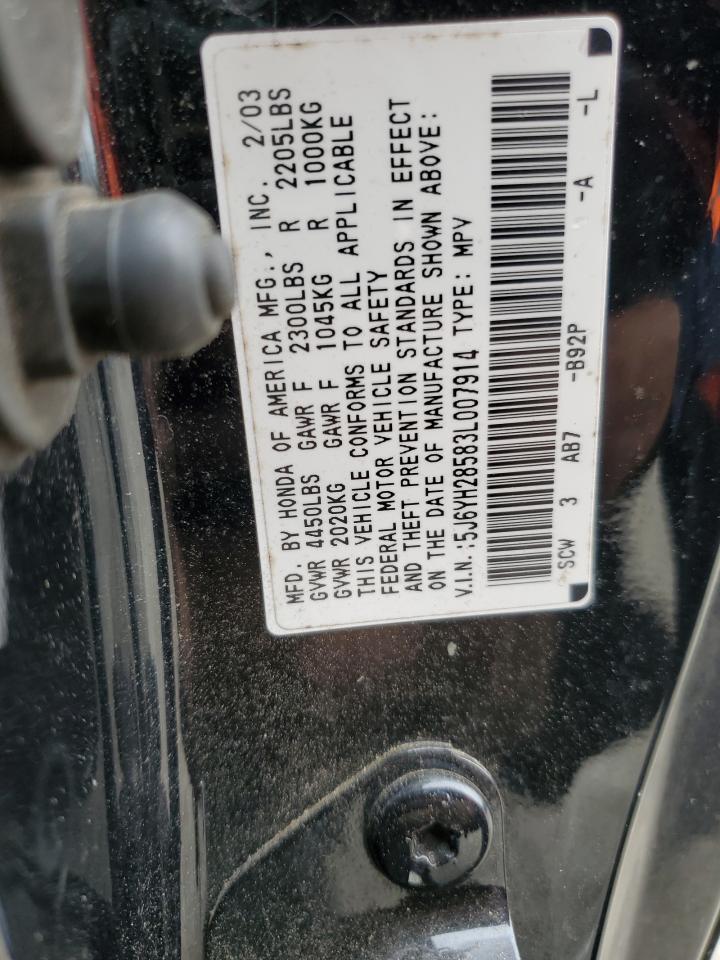 MFD. BY HONDA OF AMERICA MFG., INC. 2/03
GVWR 4450LBS GAWR F 2300LBS R 2205LBS
GVWR 2020KG GAWR F 1045KG R 1000KG
THIS VEHICLE CONFORMS TO ALL APPLICABLE
FEDERAL MOTOR VEHICLE SAFETY
AND THEFT PREVENTION STANDARDS IN EFFECT
ON THE DATE OF MANUFACTURE SHOWN ABOVE:
V.I.N.:5J6YH28583L007914 TYPE: MPV
SCW 3 AB7 -B92P -A -L